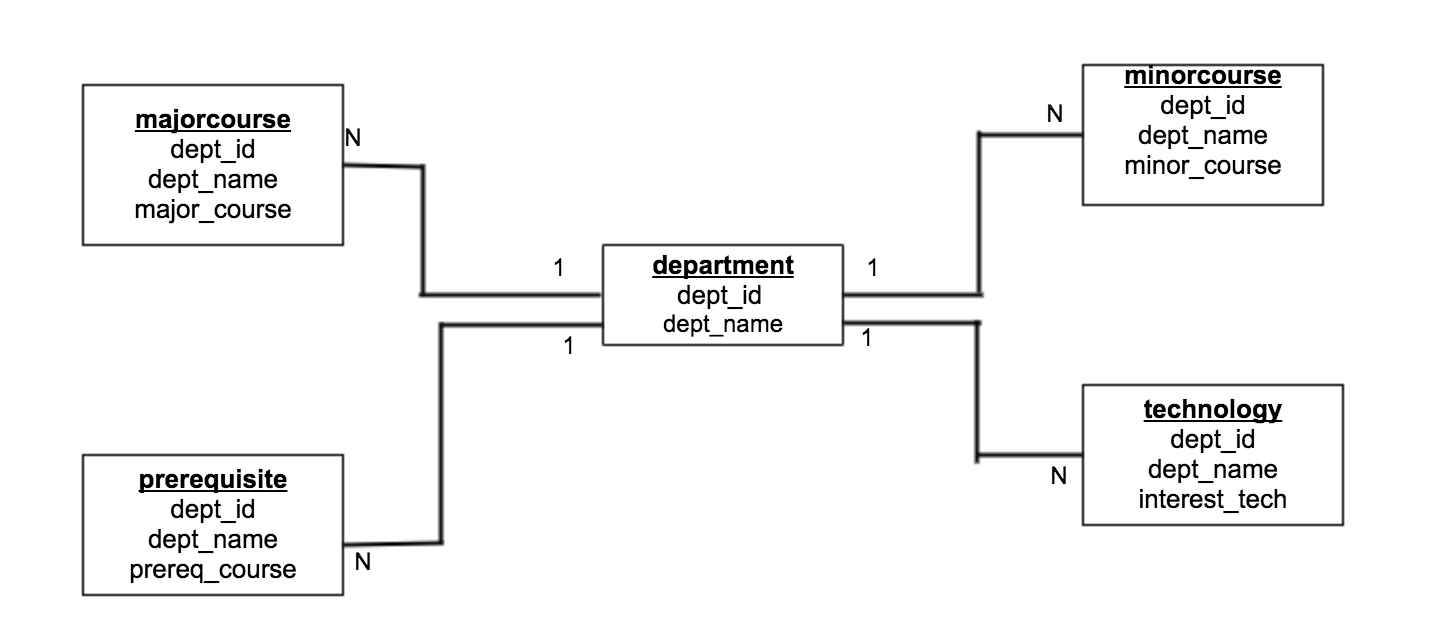 majorcourse
dept_id
dept_name
major_course
N
minorcourse
dept_id
dept_name
minor_course
N
department
dept_id
dept_name
1
1
1
1
prerequisite
dept_id
dept_name
prereq_course
N
technology
dept_id
dept_name
interest_tech
N